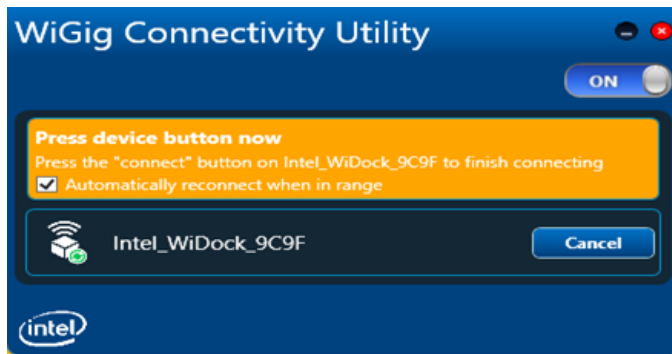 WiGig Connectivity Utility
ON
Press device button now
Press the "connect" button on Intel_WiDock_9C9F to finish connecting
Automatically reconnect when in range
Intel_WiDock_9C9F
Cancel
intel